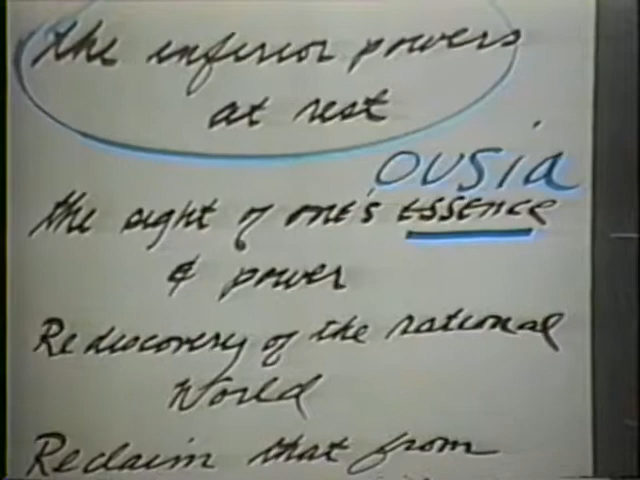 the inferior powers
at rest
OUSia
the sight of one's essence
& power
Rediscovery of the rational
World
Reclaim that from